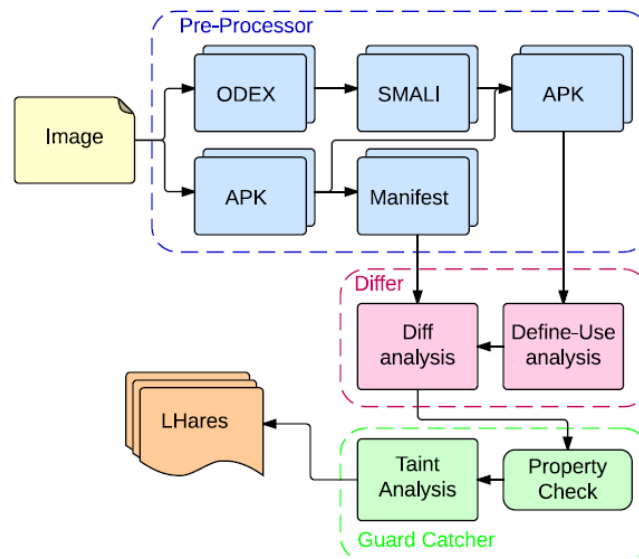 Pre-Processor
ODEX
SMALI
APK
Image
APK
Manifest
Differ
Diff
analysis
Define-Use
analysis
LHares
Taint
Analysis
Property
Check
Guard Catcher